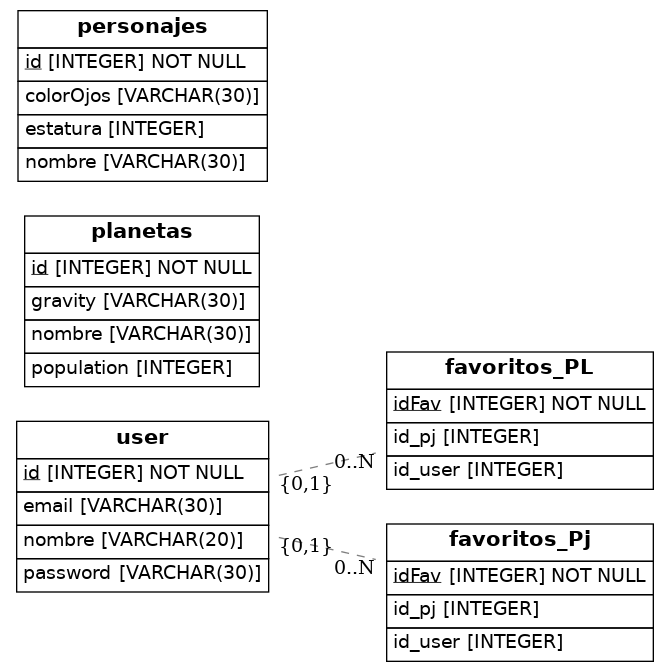 personajes
id [INTEGER] NOT NULL
colorOjos [VARCHAR(30)]
estatura [INTEGER]
nombre [VARCHAR(30)]
planetas
id [INTEGER] NOT NULL
gravity [VARCHAR(30)]
nombre [VARCHAR(30)]
population [INTEGER]
user
id [INTEGER] NOT NULL
email [VARCHAR(30)]
nombre [VARCHAR(20)]
password [VARCHAR(30)]
0..N
{0,1}
{0,1}
0..N
favoritos_PL
idFav [INTEGER] NOT NULL
id_pj [INTEGER]
id_user [INTEGER]
favoritos_Pj
idFav [INTEGER] NOT NULL
id_pj [INTEGER]
id_user [INTEGER]